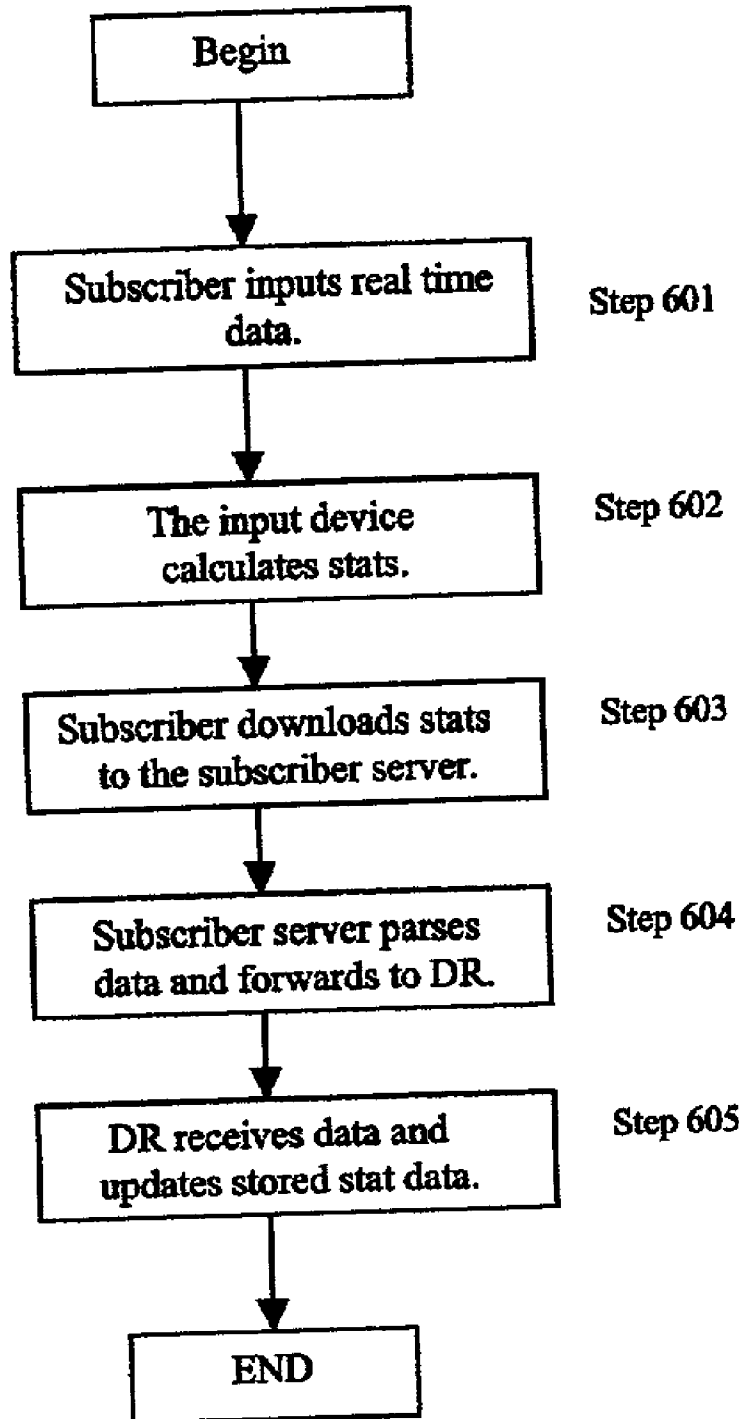 Begin
Subscriber inputs real time
data.
Step 601
The input device
calculates stats.
Step 602
Subscriber downloads stats
to the subscriber server.
Step 603
Subscriber server parses
data and forwards to DR.
Step 604
DR receives data and
updates stored stat data.
Step 605
END